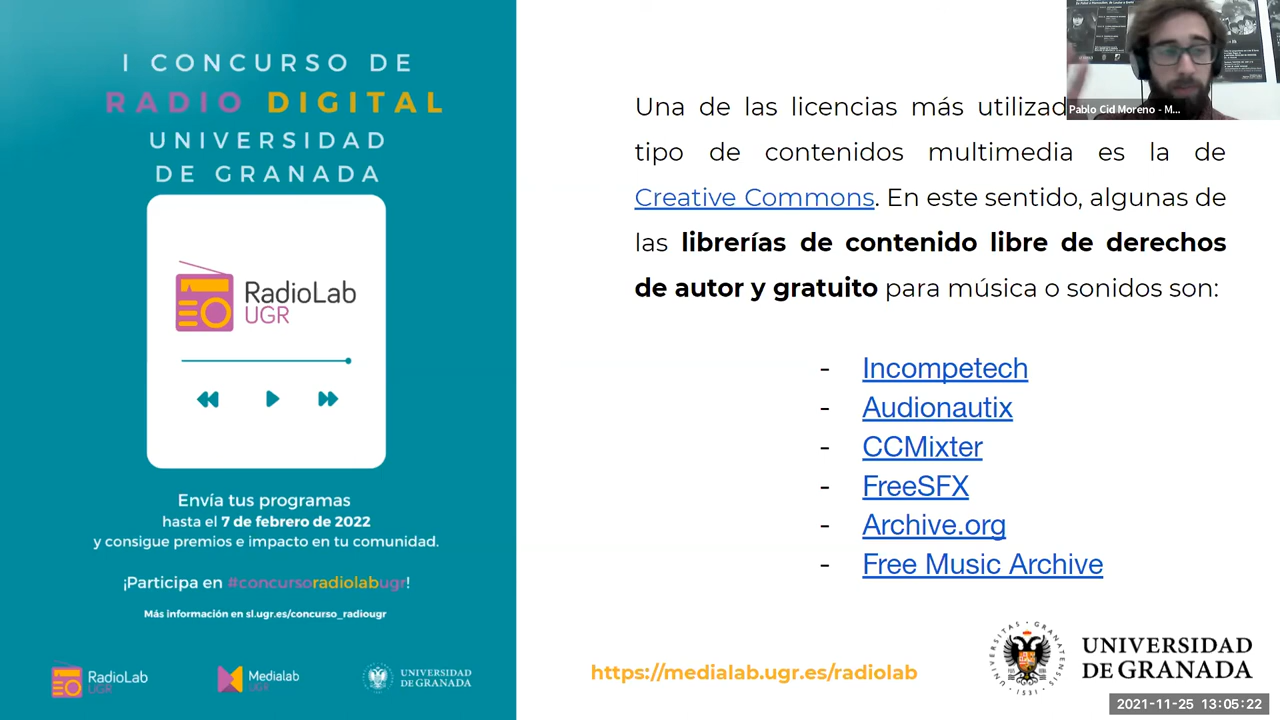 I CONCURSO DE
RADIO DIGITAL
UNIVERSIDAD
DE GRANADA
RadioLab
UGR
Envía tus programas
hasta el 7 de febrero de 2022
y consigue premios e impacto en tu comunidad.
¡Participa en #concursoradiolabugr!
Más información en sl.ugr.es/concurso_radiougr
RadioLab
UGR
Medialab
UGR
UNIVERSIDAD
DE GRANADA
Una de las licencias más utilizad
tipo de contenidos multimedia es la de
Creative Commons. En este sentido, algunas de
las librerías de contenido libre de derechos
de autor y gratuito para música o sonidos son:
- Incompetech
- Audionautix
- CCMixter
- FreeSFX
- Archive.org
- Free Music Archive
https://medialab.ugr.es/radiolab
UNIVERSITAS GRANATENSIS
1531
UNIVERSIDAD
DE GRANADA
Pablo Cid Moreno - M...
2021-11-25 13:05:22